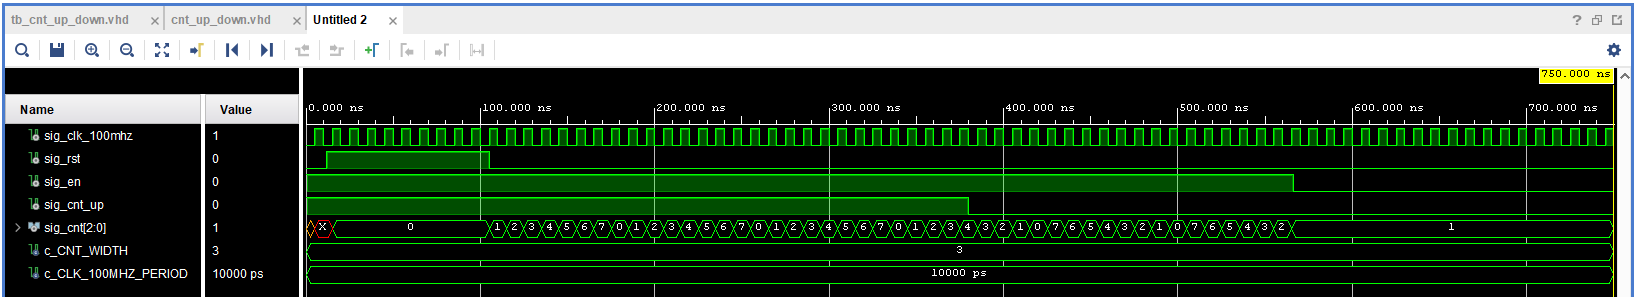 tb_cnt_up_down.vhd × cnt_up_down.vhd × Untitled 2 ×
?
750.000 ns
Name Value
0.000 ns 100.000 ns 200.000 ns 300.000 ns 400.000 ns 500.000 ns 600.000 ns 700.000 ns
sig_clk_100mhz 1
sig_rst 0
sig_en 0
sig_cnt_up 0
sig_cnt[2:0] 1 X 0 1 2 3 4 5 6 7 0 1 2 3 4 5 6 7 0 1 2 3 4 5 6 7 0 1 2 3 4 3 2 1 0 7 6 5 4 3 2 1 0 7 6 5 4 3 2 1
c_CNT_WIDTH 3 3
c_CLK_100MHZ_PERIOD 10000 ps 10000 ps